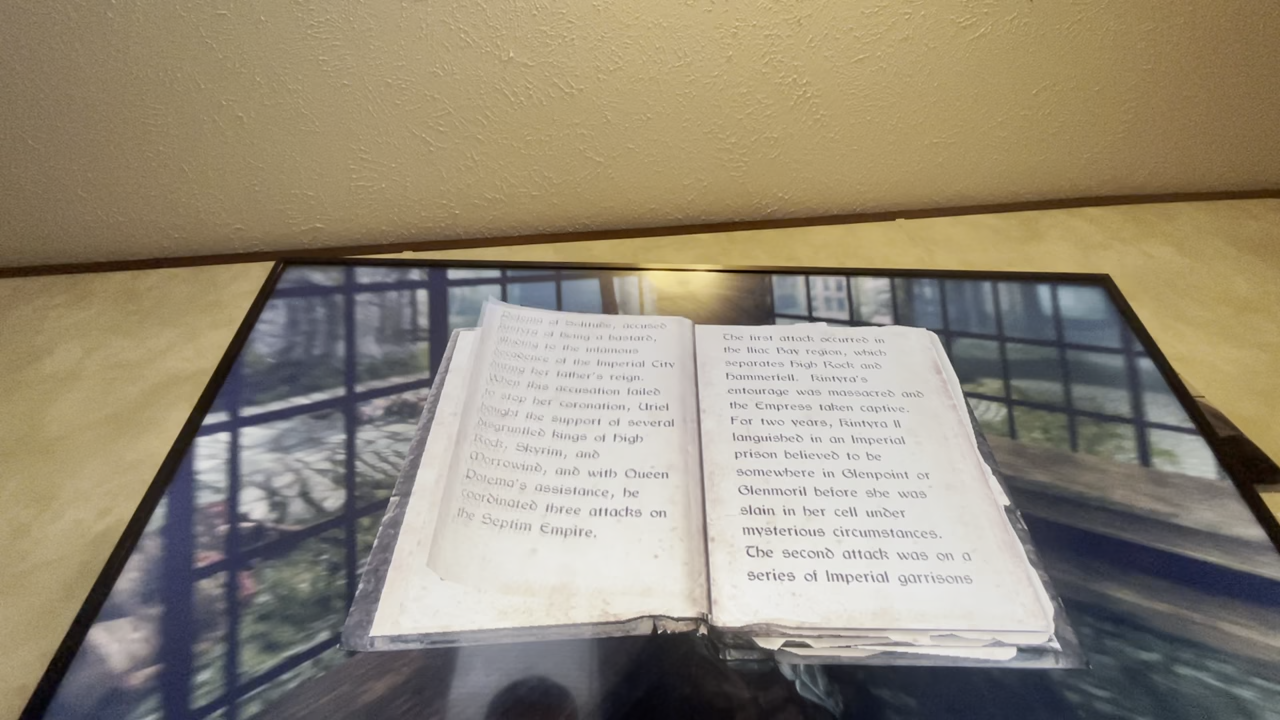 Regions of Solitude, accused
Kintyra of being a bastard,
alluding to the infamous
decadence of the Imperial City
during her father's reign.
When this accusation failed
to stop her coronation, Uriel
bought the support of several
disgruntled kings of High
Rock, Skyrim, and
Morrowind, and with Queen
Potema's assistance, he
coordinated three attacks on
the Septim Empire.
The first attack occurred in
the Iliac Bay region, which
separates High Rock and
Hammerfell. Kintyra's
entourage was massacred and
the Empress taken captive.
For two years, Kintyra II
languished in an Imperial
prison believed to be
somewhere in Glenpoint or
Glenmoril before she was
slain in her cell under
mysterious circumstances.
The second attack was on a
series of Imperial garrisons